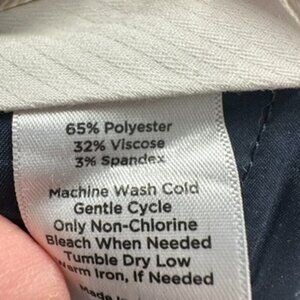 65% Polyester
32% Viscose
3% Spandex
Machine Wash Cold
Gentle Cycle
Only Non-Chlorine
Bleach When Needed
Tumble Dry Low
Iron, If Needed
Made